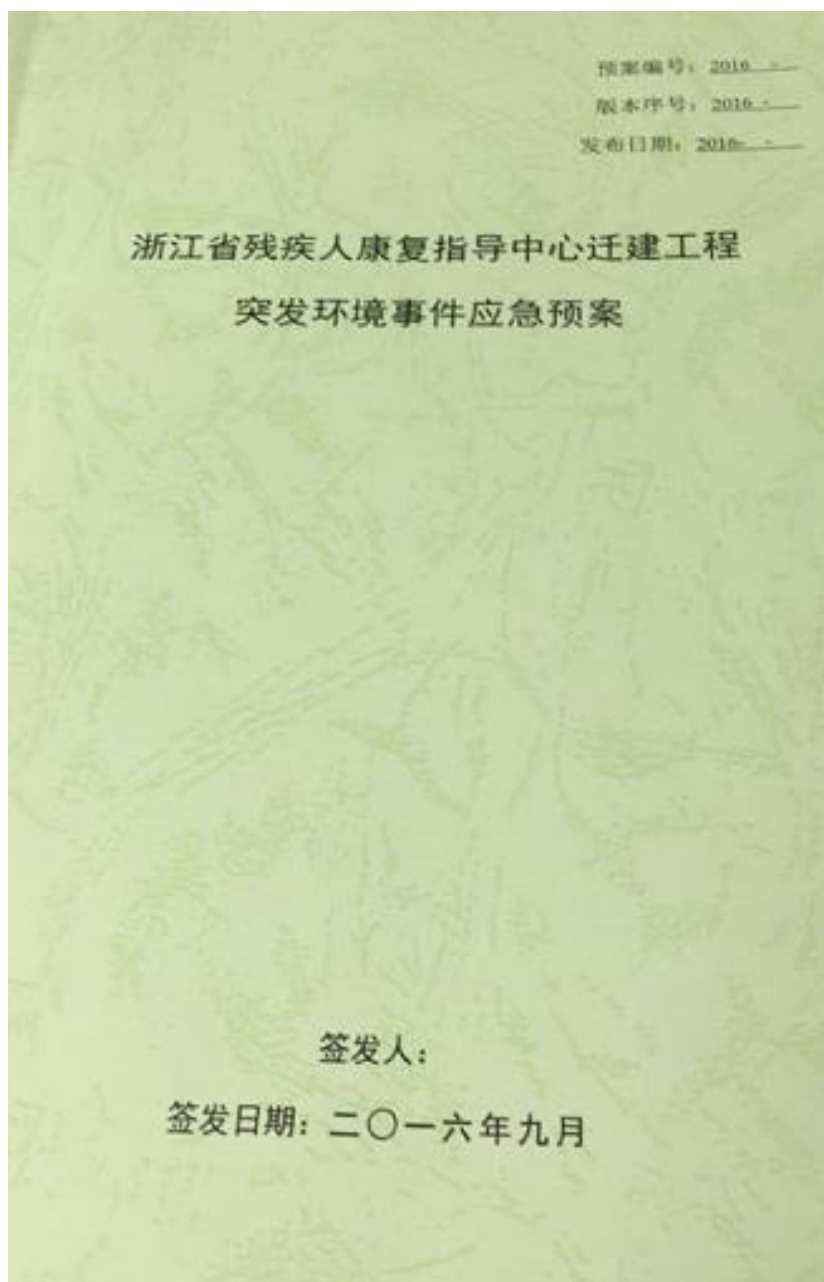 预案编号：2016 -
版本序号：2016 -
发布日期：2016- -
浙江省残疾人康复指导中心迁建工程
突发环境事件应急预案
签发人：
签发日期：二〇一六年九月